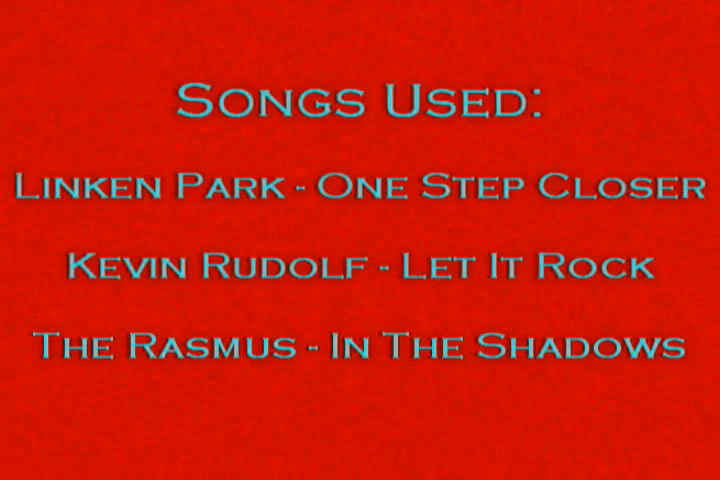 Songs Used:
Linken Park - One Step Closer
Kevin Rudolf - Let It Rock
The Rasmus - In The Shadows